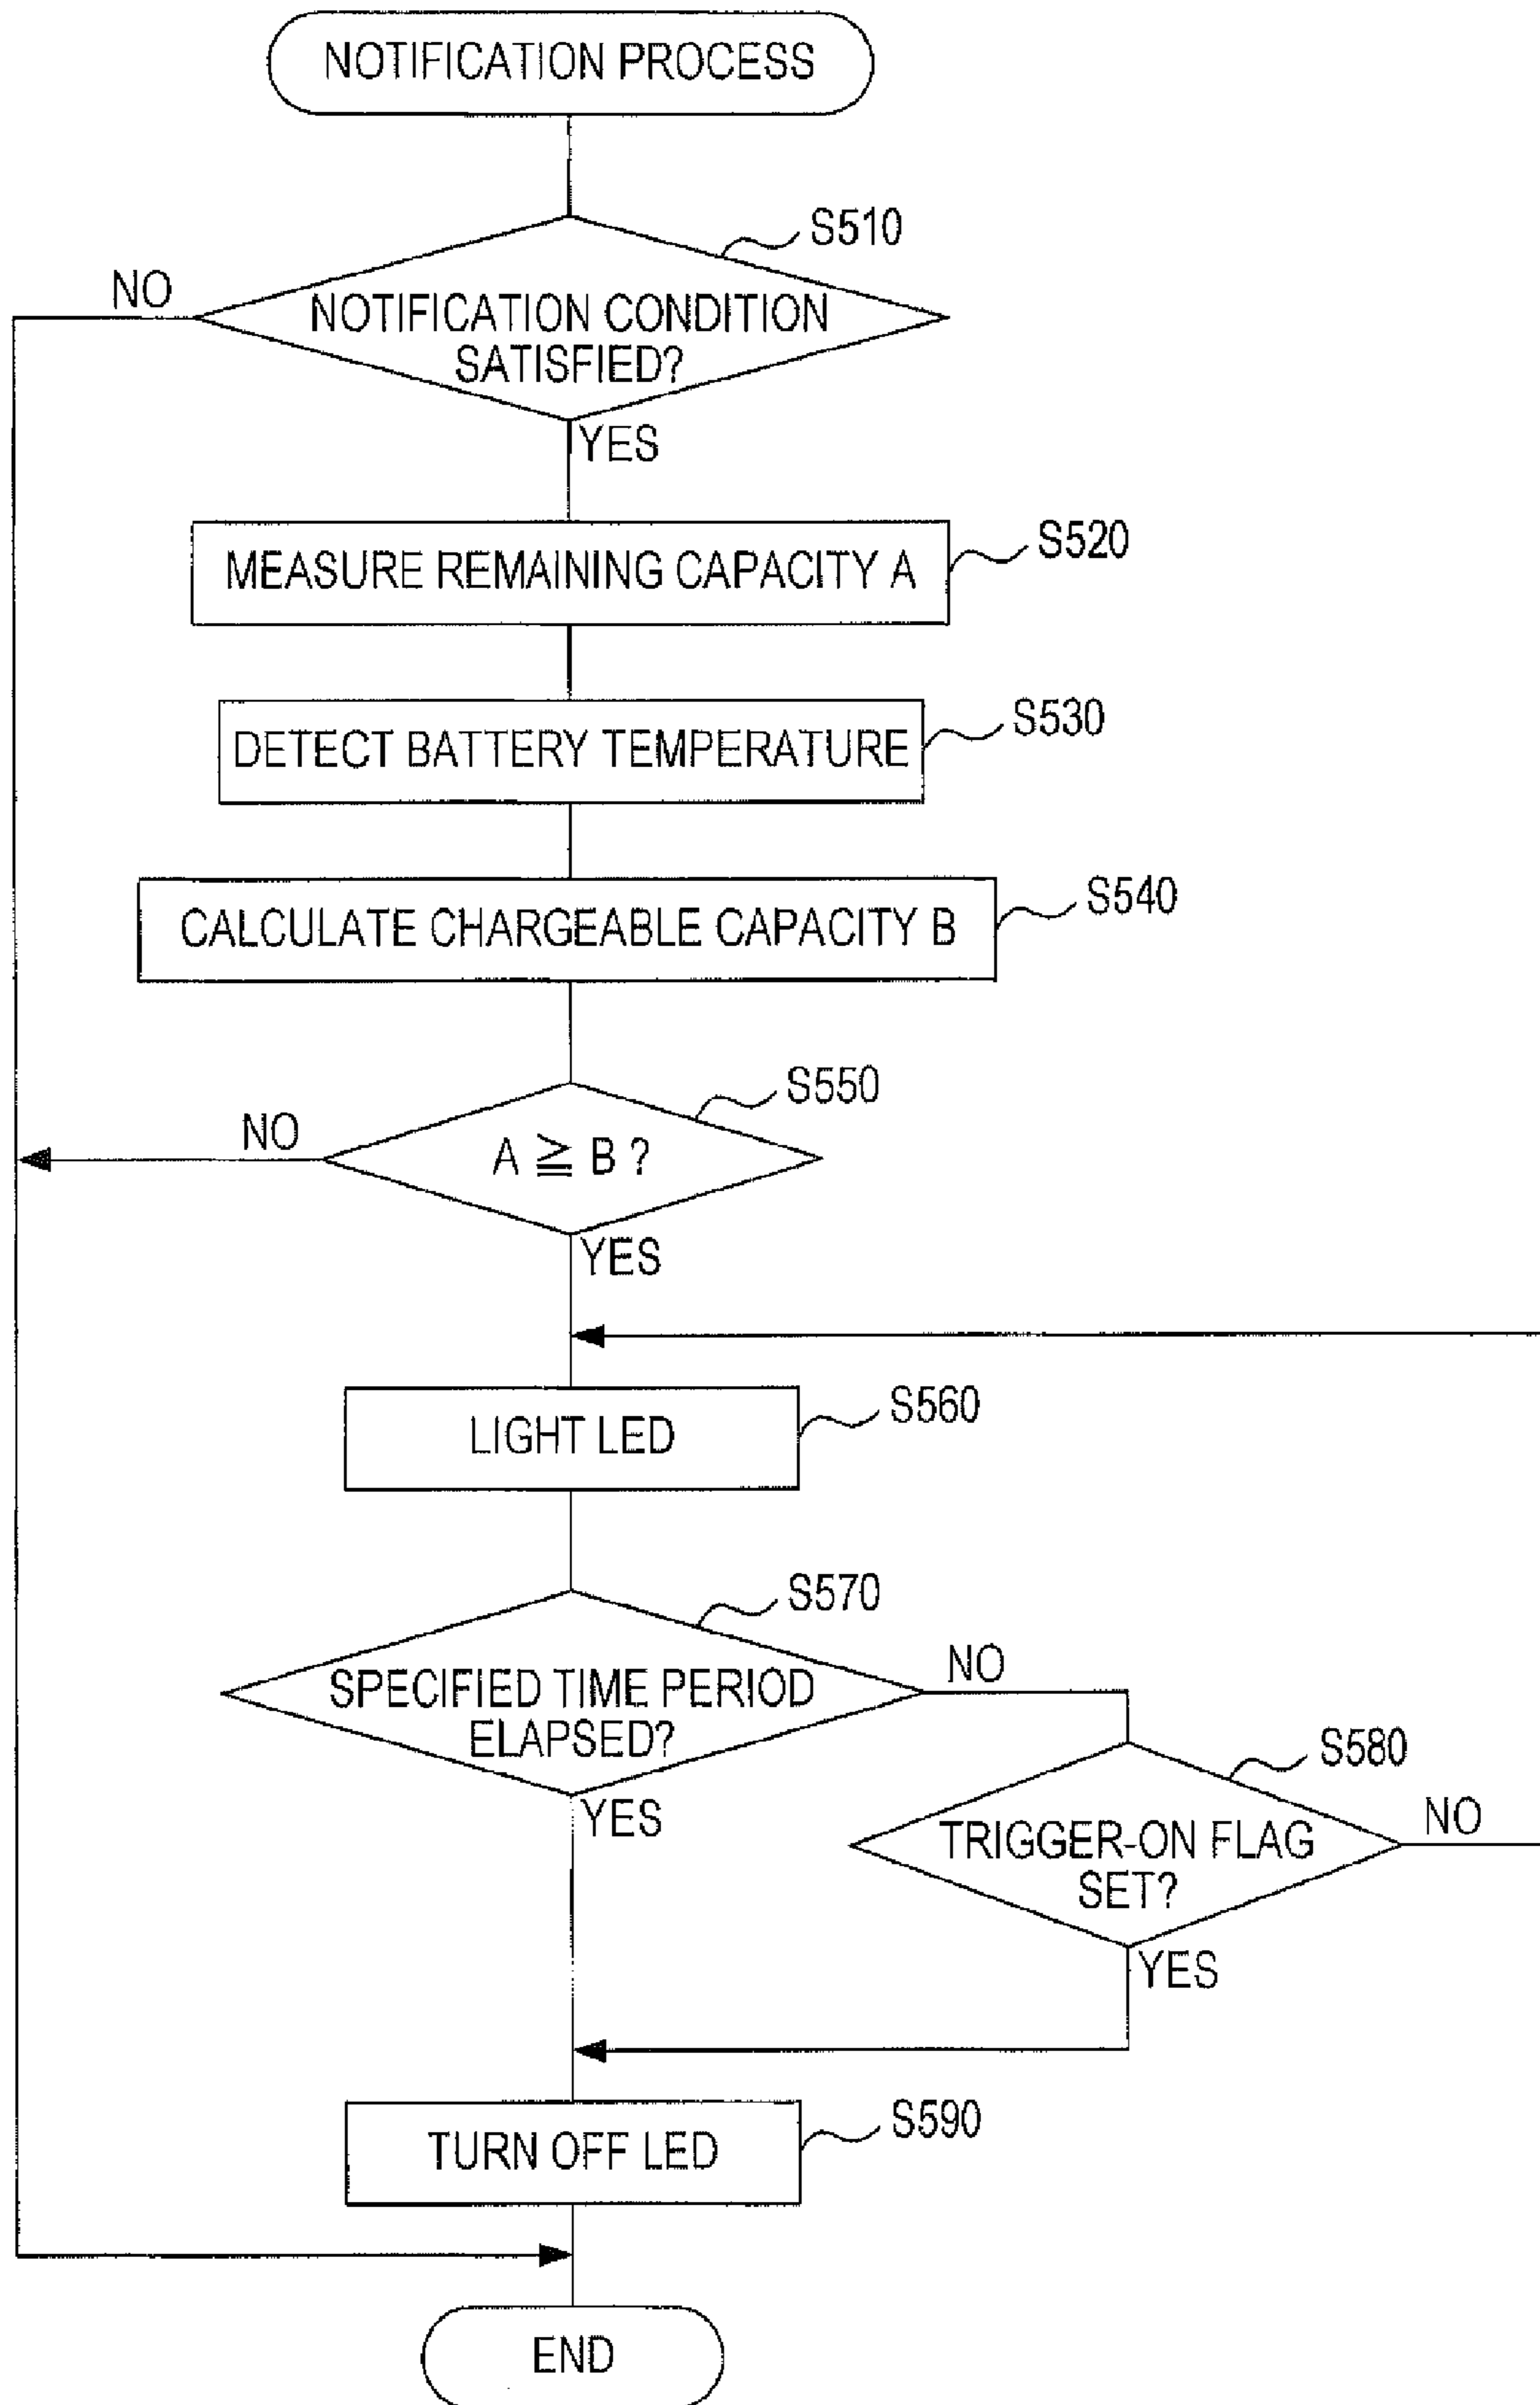 NOTIFICATION PROCESS
S510
NO
NOTIFICATION CONDITION
SATISFIED?
YES
S520
MEASURE REMAINING CAPACITY A
S530
DETECT BATTERY TEMPERATURE
S540
CALCULATE CHARGEABLE CAPACITY B
S550
NO
A ≧ B ?
YES
S560
LIGHT LED
S570
NO
SPECIFIED TIME PERIOD
ELAPSED?
YES
S580
NO
TRIGGER-ON FLAG
SET?
YES
S590
TURN OFF LED
END